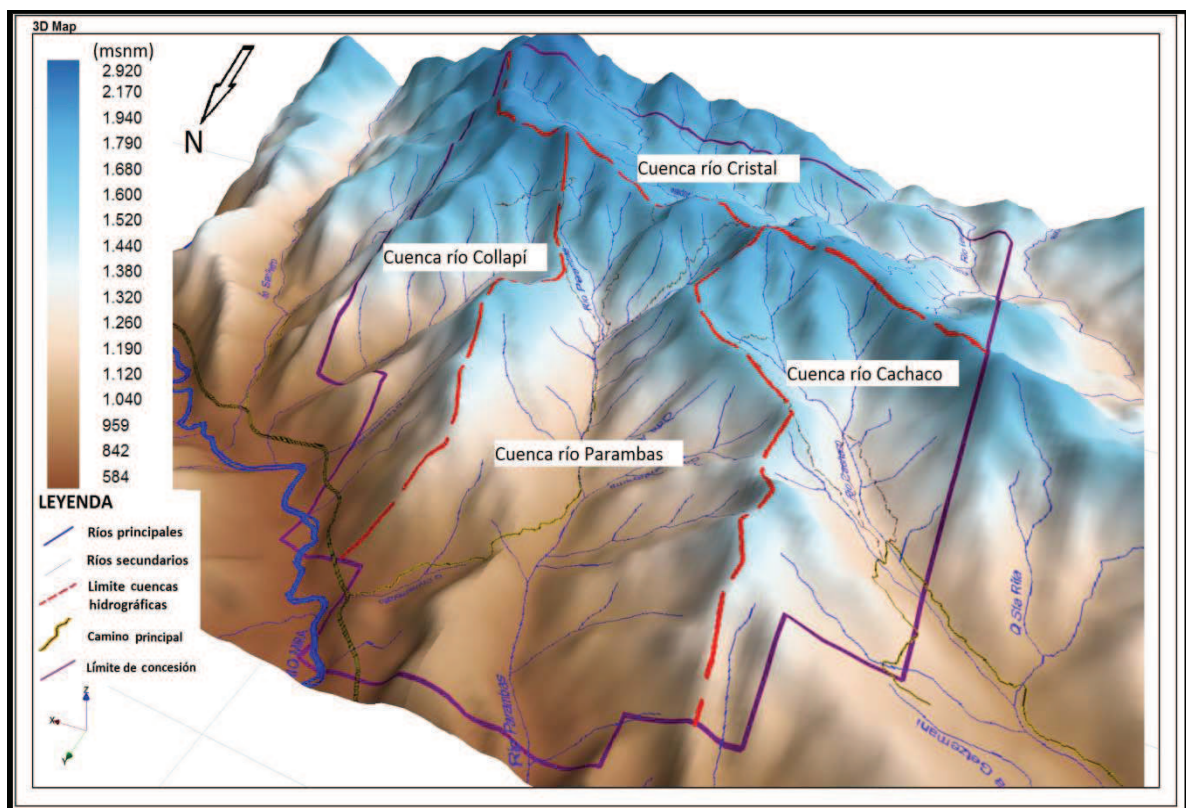 3D Map
(msnm)
2.920
2.170
1.940
1.790
1.680
1.600
1.520
1.440
1.380
1.320
1.260
1.190
1.120
1.040
959
842
584
N
Cuenca río Cristal
Cuenca río Collapí
Cuenca río Cachaco
Cuenca río Parambas
LEYENDA
Ríos principales
Ríos secundarios
Limite cuencas
hidrográficas
Camino principal
Límite de concesión
Z
X
Y
Río Parambas
Q Sta Rita
Getzemani